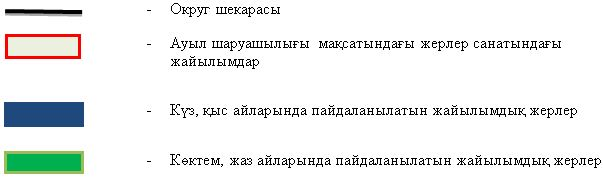 - Округ шекарасы
- Ауыл шаруашылығы мақсатындағы жерлер санатындағы
жайылымдар
- Күз, қыс айларында пайдаланылатын жайылымдық жерлер
- Көктем, жаз айларында пайдаланылатын жайылымдық жерлер